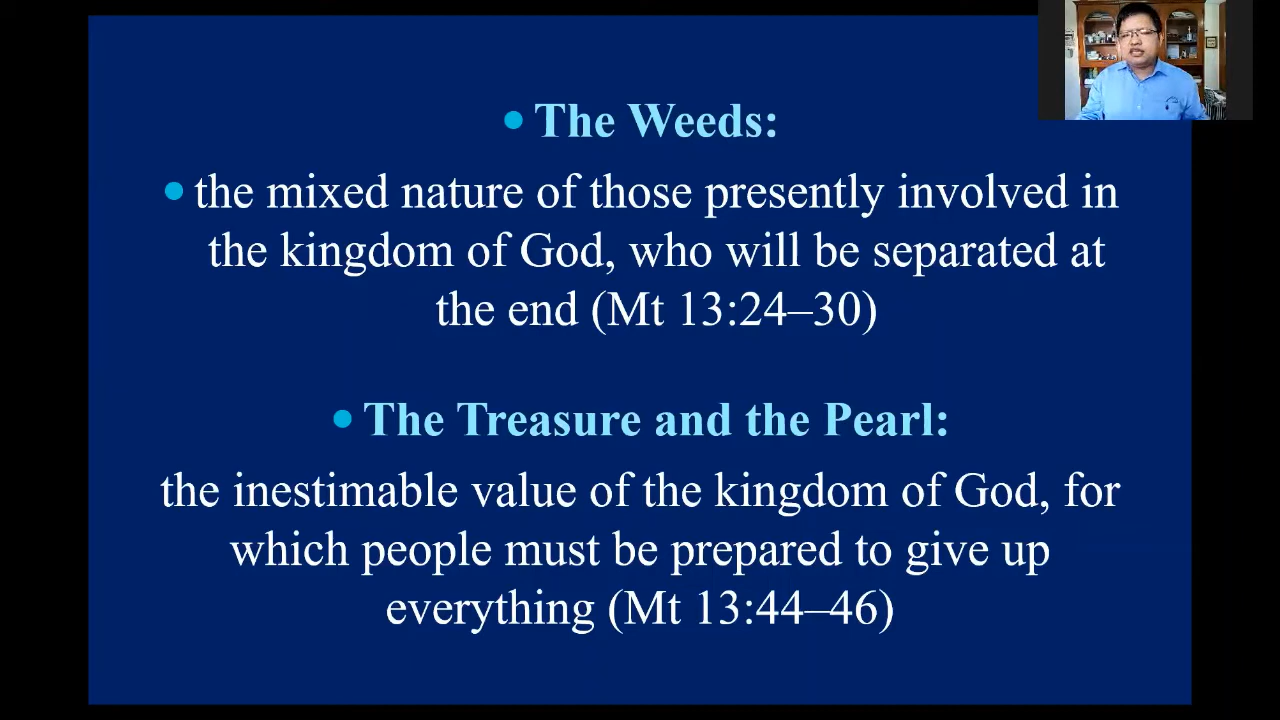 • The Weeds:
• the mixed nature of those presently involved in
the kingdom of God, who will be separated at
the end (Mt 13:24–30)
• The Treasure and the Pearl:
the inestimable value of the kingdom of God, for
which people must be prepared to give up
everything (Mt 13:44–46)